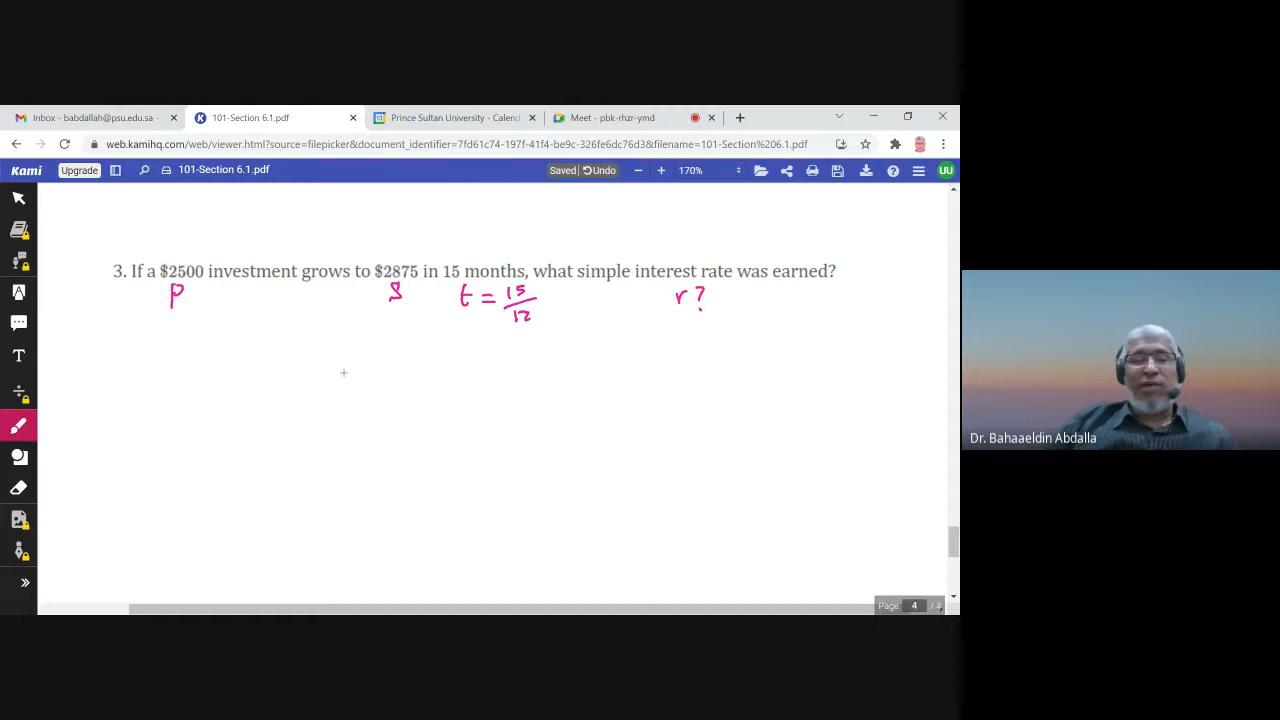 Inbox - babdallah@psu.edu.sa - 
101-Section 6.1.pdf
Prince Sultan University - Calend
Meet - pbk-rhzr-ymd
web.kamihq.com/web/viewer.html?source=filepicker&document_identifier=7fd61c74-197f-41f4-be9c-326fe6dc76d3&filename=101-Section%206.1.pdf
Kami Upgrade 101-Section 6.1.pdf Saved Undo 170% UU
3. If a $2500 investment grows to $2875 in 15 months, what simple interest rate was earned?
P S t = 15/12 r?
Dr. Bahaaeldin Abdalla
Page 4 / 4